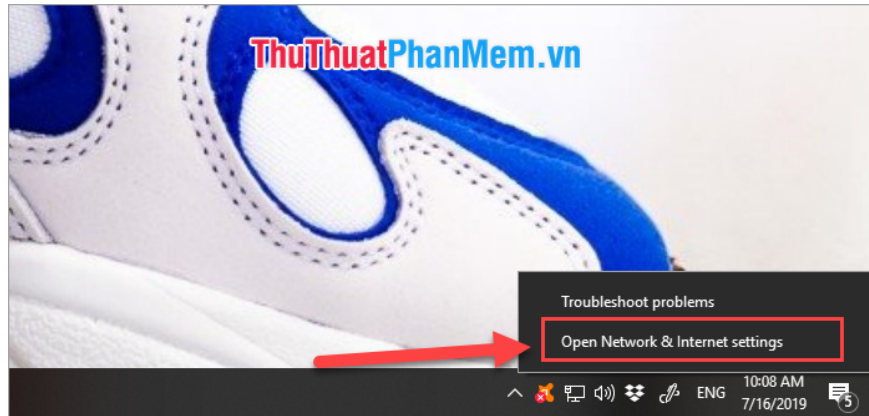 ThuThuatPhanMem.vn
Troubleshoot problems
Open Network & Internet settings
ENG
10:08 AM
7/16/2019
5